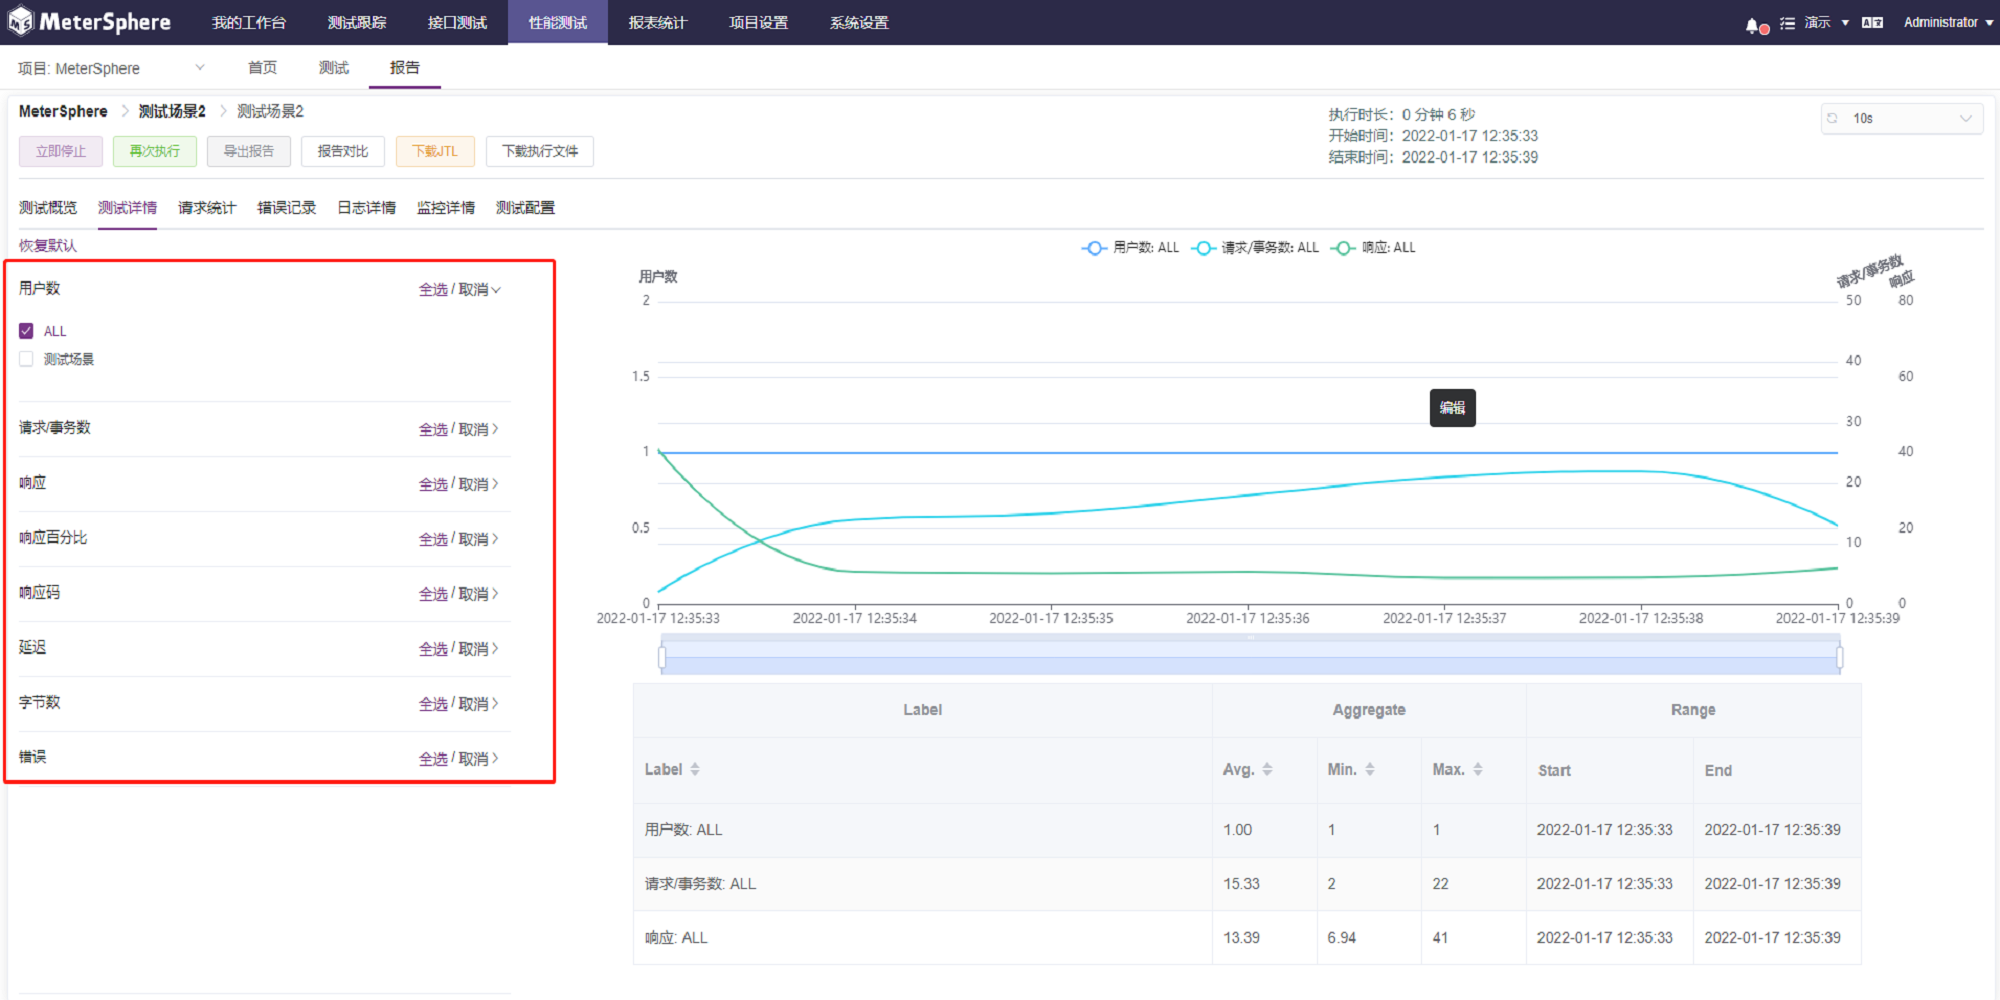 MeterSphere 我的工作台 测试跟踪 接口测试 性能测试 报表统计 项目设置 系统设置 演示 Administrator
项目: MeterSphere 首页 测试 报告
MeterSphere 测试场景2 测试场景2
执行时长: 0 分钟 6 秒
开始时间: 2022-01-17 12:35:33
结束时间: 2022-01-17 12:35:39
10s
立即停止 再次执行 导出报告 报告对比 下载JTL 下载执行文件
测试概览 测试详情 请求统计 错误记录 日志详情 监控详情 测试配置
恢复默认
用户数 全选 / 取消
ALL
测试场景
请求/事务数 全选 / 取消
响应 全选 / 取消
响应百分比 全选 / 取消
响应码 全选 / 取消
延迟 全选 / 取消
字节数 全选 / 取消
错误 全选 / 取消
用户数: ALL 请求/事务数: ALL 响应: ALL
用户数 请求/事务数 响应
2 50 80
40
1.5 60
编辑
30
1 40
20
0.5 20
10
0 0 0
2022-01-17 12:35:33 2022-01-17 12:35:34 2022-01-17 12:35:35 2022-01-17 12:35:36 2022-01-17 12:35:37 2022-01-17 12:35:38 2022-01-17 12:35:39
Label Aggregate Range
Label Avg. Min. Max. Start End
用户数: ALL 1.00 1 1 2022-01-17 12:35:33 2022-01-17 12:35:39
请求/事务数: ALL 15.33 2 22 2022-01-17 12:35:33 2022-01-17 12:35:39
响应: ALL 13.39 6.94 41 2022-01-17 12:35:33 2022-01-17 12:35:39